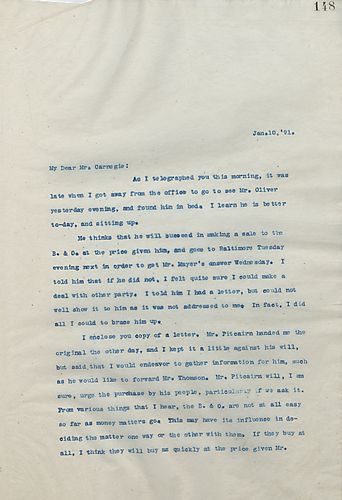 148
Jan.10,'91.
My Dear Mr. Carnegie:
As I telegraphed you this morning, it was
late when I got away from the office to go to see Mr. Oliver
yesterday evening, and found him in bed. I learn he is better
to-day, and sitting up.
He thinks that he will succeed in making a sale to the
B. & O. at the price given him, and goes to Baltimore Tuesday
evening next in order to get Mr. Mayer's answer Wednesday. I
told him that if he did not, I felt quite sure I could make a
deal with other party. I told him I had a letter, but could not
well show it to him as it was not addressed to me. In fact, I did
all I could to brace him up.
I enclose you copy of a letter. Mr. Pitcairn handed me the
original the other day, and I kept it a little against his will,
but said that I would endeavor to gather information for him, such
as he would like to forward Mr. Thomson. Mr. Pitcairn will, I am
sure, urge the purchase by his people, particularly if we ask it.
From various things that I hear, the B. & O. are not at all easy
so far as money matters go. This may have its influence in de-
ciding the matter one way or the other with them. If they buy at
all, I think they will buy as quickly at the price given Mr.